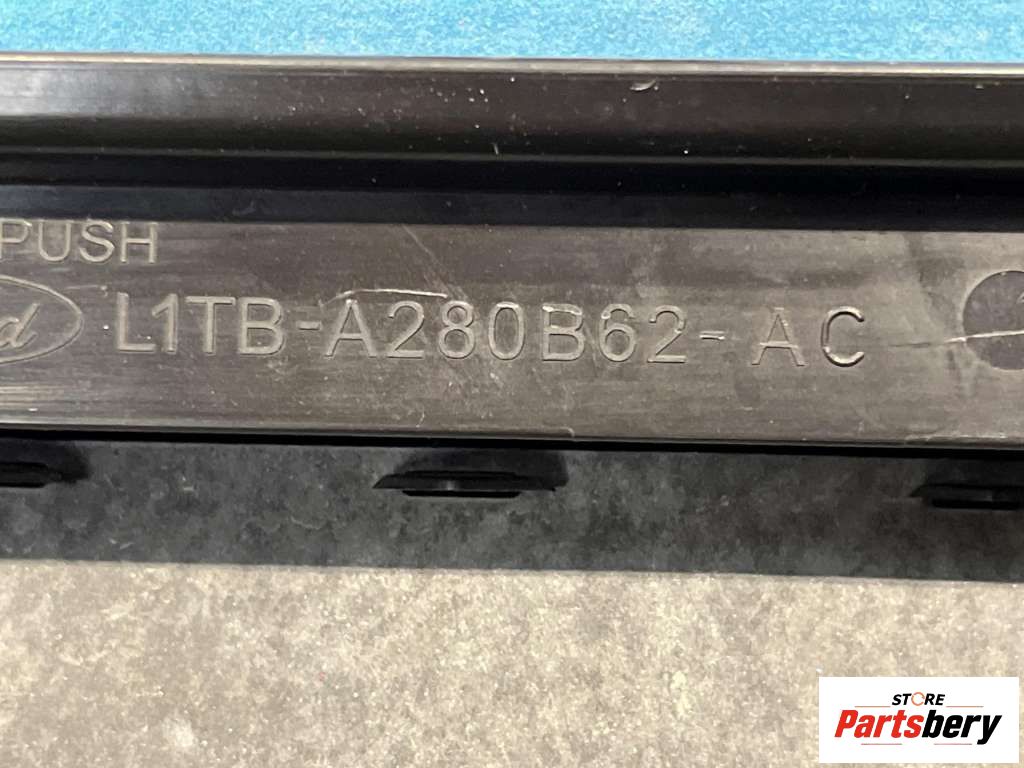 PUSH
L1TB-A280B62-AC
STORE
Partsbery